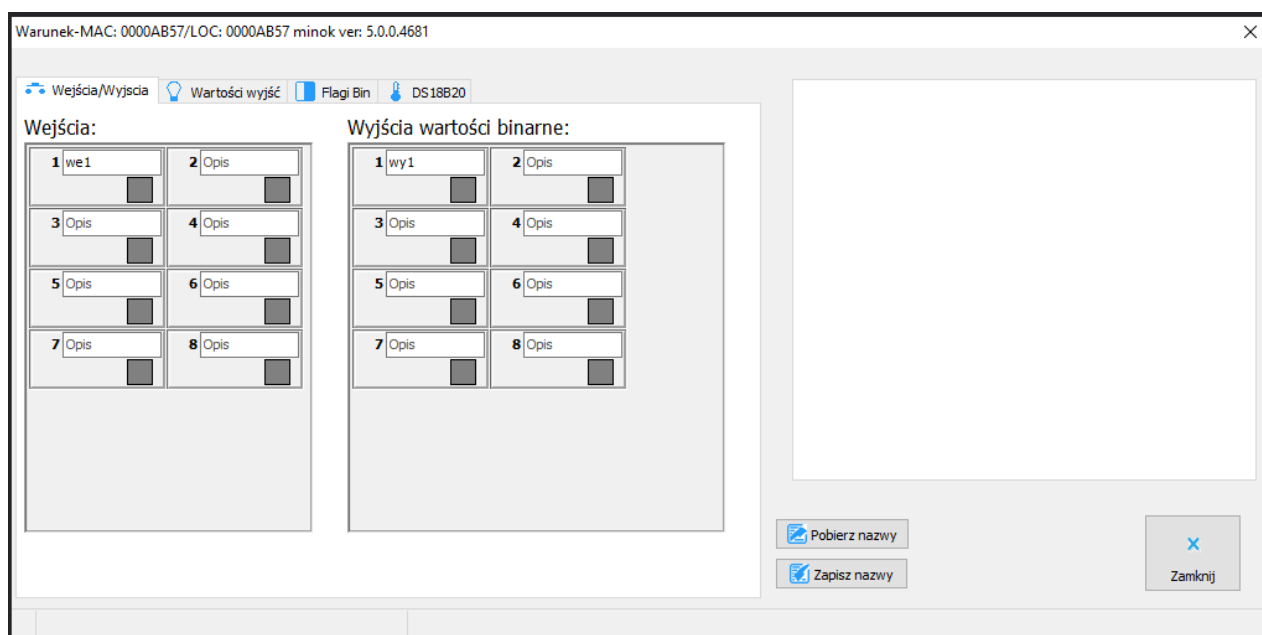 Warunek-MAC: 0000AB57/LOC: 0000AB57 minok ver: 5.0.0.4681
Wejścia/Wyjscia Wartości wyjść Flagi Bin DS18B20
Wejścia: Wyjścia wartości binarne:
1 we1 2 Opis 1 wy1 2 Opis
3 Opis 4 Opis 3 Opis 4 Opis
5 Opis 6 Opis 5 Opis 6 Opis
7 Opis 8 Opis 7 Opis 8 Opis
Pobierz nazwy
Zapisz nazwy
Zamknij